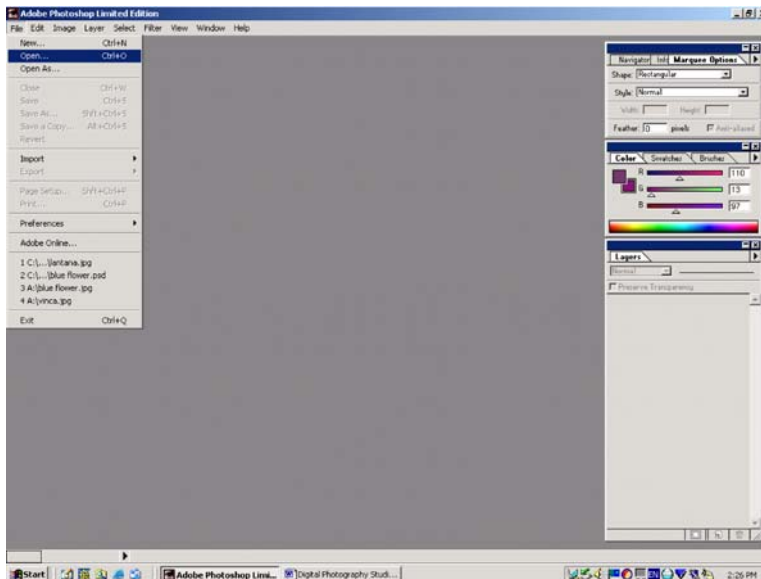 Adobe Photoshop Limited Edition
File Edit Image Layer Select Filter View Window Help
New... Ctrl+N
Open... Ctrl+O
Open As...
Close Ctrl+W
Save Ctrl+S
Save As... Shft+Ctrl+S
Save a Copy... Alt+Ctrl+S
Revert
Import
Export
Page Setup... Shft+Ctrl+P
Print... Ctrl+P
Preferences
Adobe Online...
1 C:\...\lantana.jpg
2 C:\...\blue flower.psd
3 A:\blue flower.jpg
4 A:\vinca.jpg
Exit Ctrl+Q
Navigator Info Marquee Options
Shape: Rectangular
Style: Normal
Width: Height:
Feather: 0 pixels Anti-aliased
Color Swatches Brushes
R 110
G 13
B 97
Layers
Normal
Preserve Transparency
Start Adobe Photoshop Limi... Digital Photography Studi... EN 2:26 PM